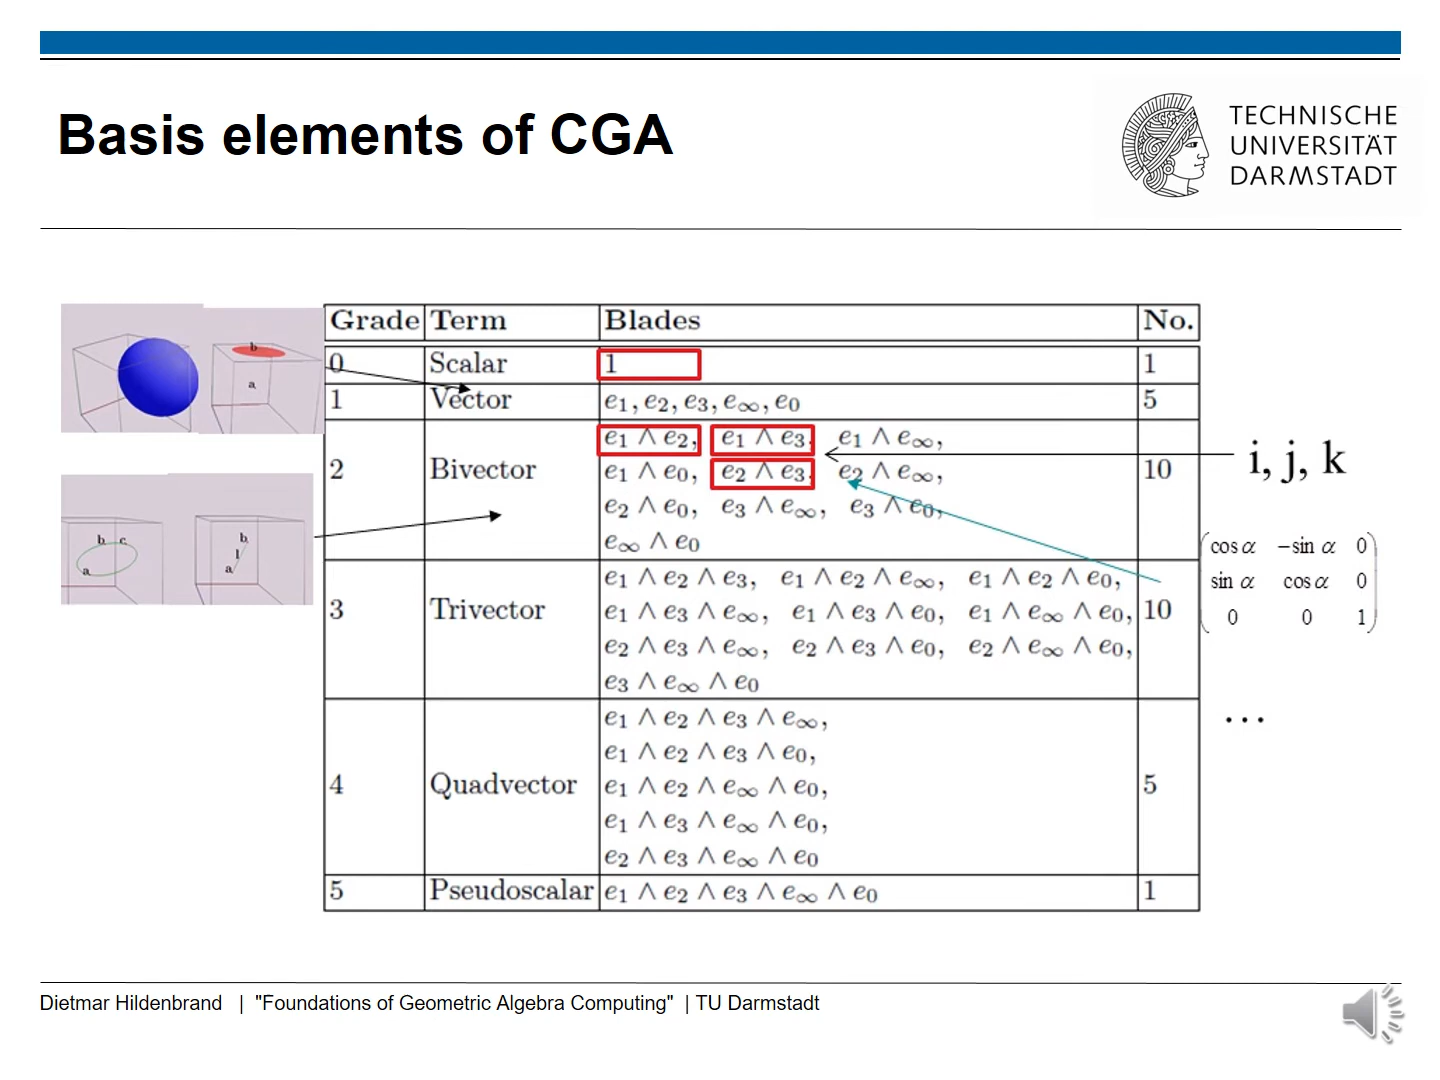 Basis elements of CGA
TECHNISCHE
UNIVERSITÄT
DARMSTADT
Grade Term Blades No.
0 Scalar 1 1
1 Vector e₁, e₂, e₃, e∞, e₀ 5
2 Bivector 10
e₁ ∧ e₂, e₁ ∧ e₃, e₁ ∧ e∞,
e₁ ∧ e₀, e₂ ∧ e₃, e₂ ∧ e∞,
e₂ ∧ e₀, e₃ ∧ e∞, e₃ ∧ e₀,
e∞ ∧ e₀
3 Trivector 10
e₁ ∧ e₂ ∧ e₃, e₁ ∧ e₂ ∧ e∞, e₁ ∧ e₂ ∧ e₀,
e₁ ∧ e₃ ∧ e∞, e₁ ∧ e₃ ∧ e₀, e₁ ∧ e∞ ∧ e₀,
e₂ ∧ e₃ ∧ e∞, e₂ ∧ e₃ ∧ e₀, e₂ ∧ e∞ ∧ e₀,
e₃ ∧ e∞ ∧ e₀
4 Quadvector 5
e₁ ∧ e₂ ∧ e₃ ∧ e∞,
e₁ ∧ e₂ ∧ e₃ ∧ e₀,
e₁ ∧ e₂ ∧ e∞ ∧ e₀,
e₁ ∧ e₃ ∧ e∞ ∧ e₀,
e₂ ∧ e₃ ∧ e∞ ∧ e₀
5 Pseudoscalar e₁ ∧ e₂ ∧ e₃ ∧ e∞ ∧ e₀ 1
b
a
b c
a
b
l
a
i, j, k
cos α −sin α 0
sin α cos α 0
0 0 1
...
Dietmar Hildenbrand | "Foundations of Geometric Algebra Computing" | TU Darmstadt